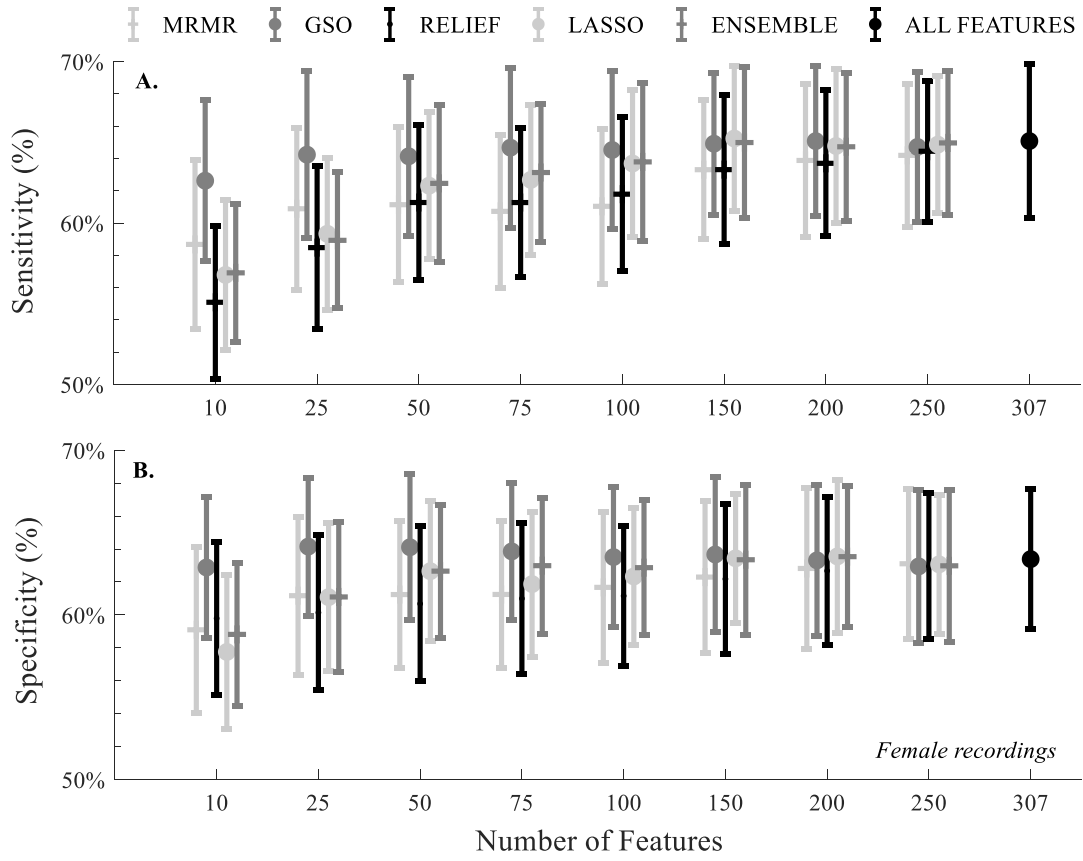 MRMR GSO RELIEF LASSO ENSEMBLE ALL FEATURES
A.
70%
60%
50%
Sensitivity (%)
10 25 50 75 100 150 200 250 307
B.
70%
60%
50%
Specificity (%)
Female recordings
10 25 50 75 100 150 200 250 307
Number of Features